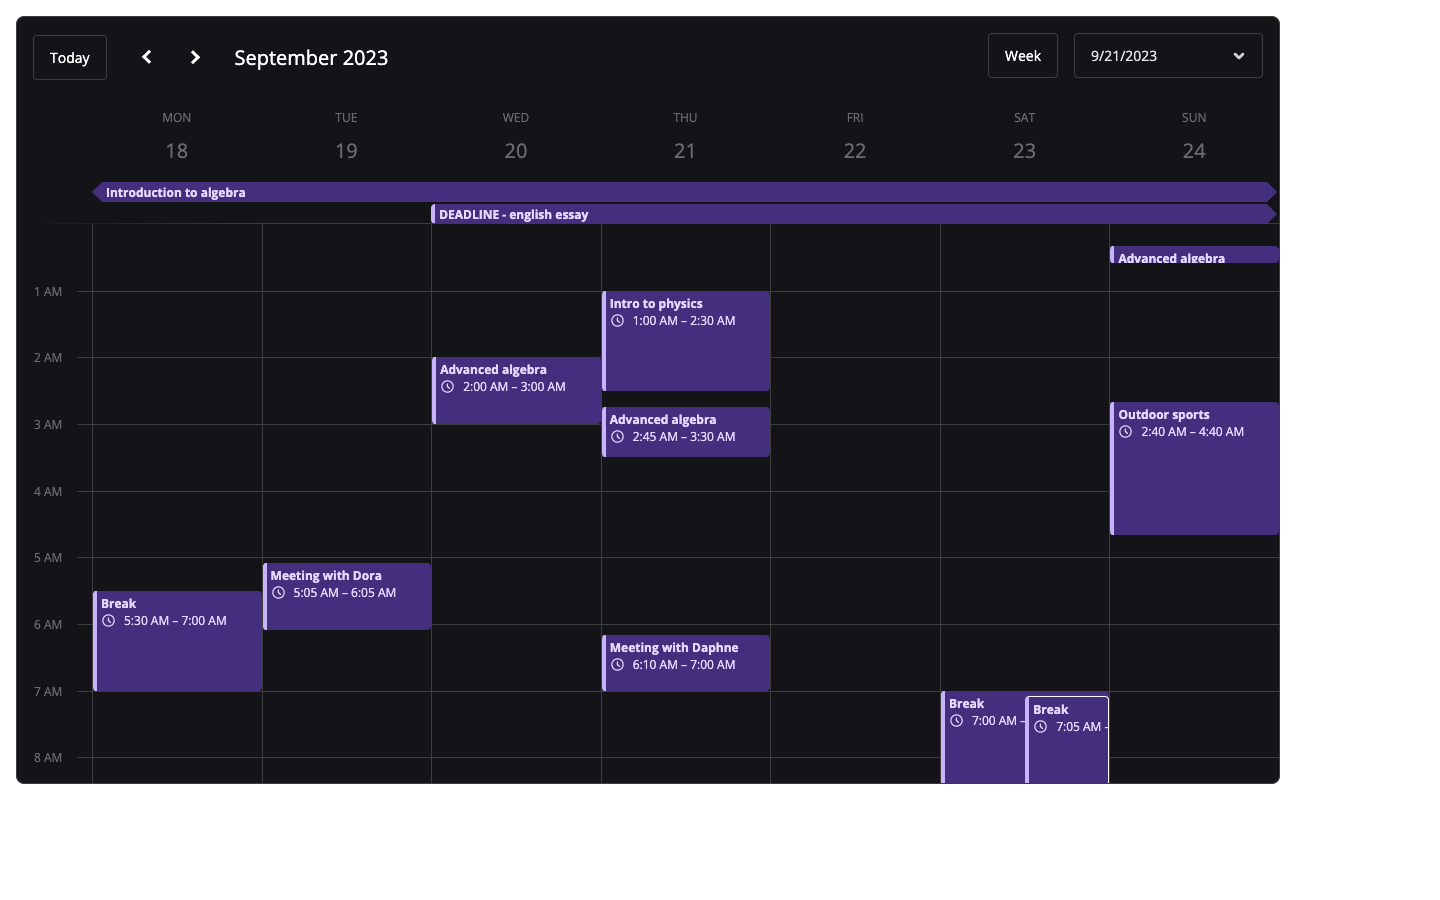 Today
September 2023
Week
9/21/2023
MON
TUE
WED
THU
FRI
SAT
SUN
18
19
20
21
22
23
24
Introduction to algebra
DEADLINE - english essay
Advanced algebra
1 AM
Intro to physics
1:00 AM – 2:30 AM
2 AM
Advanced algebra
2:00 AM – 3:00 AM
3 AM
Advanced algebra
2:45 AM – 3:30 AM
Outdoor sports
2:40 AM – 4:40 AM
4 AM
5 AM
Meeting with Dora
5:05 AM – 6:05 AM
Break
5:30 AM – 7:00 AM
6 AM
Meeting with Daphne
6:10 AM – 7:00 AM
7 AM
Break
7:00 AM –
Break
7:05 AM -
8 AM